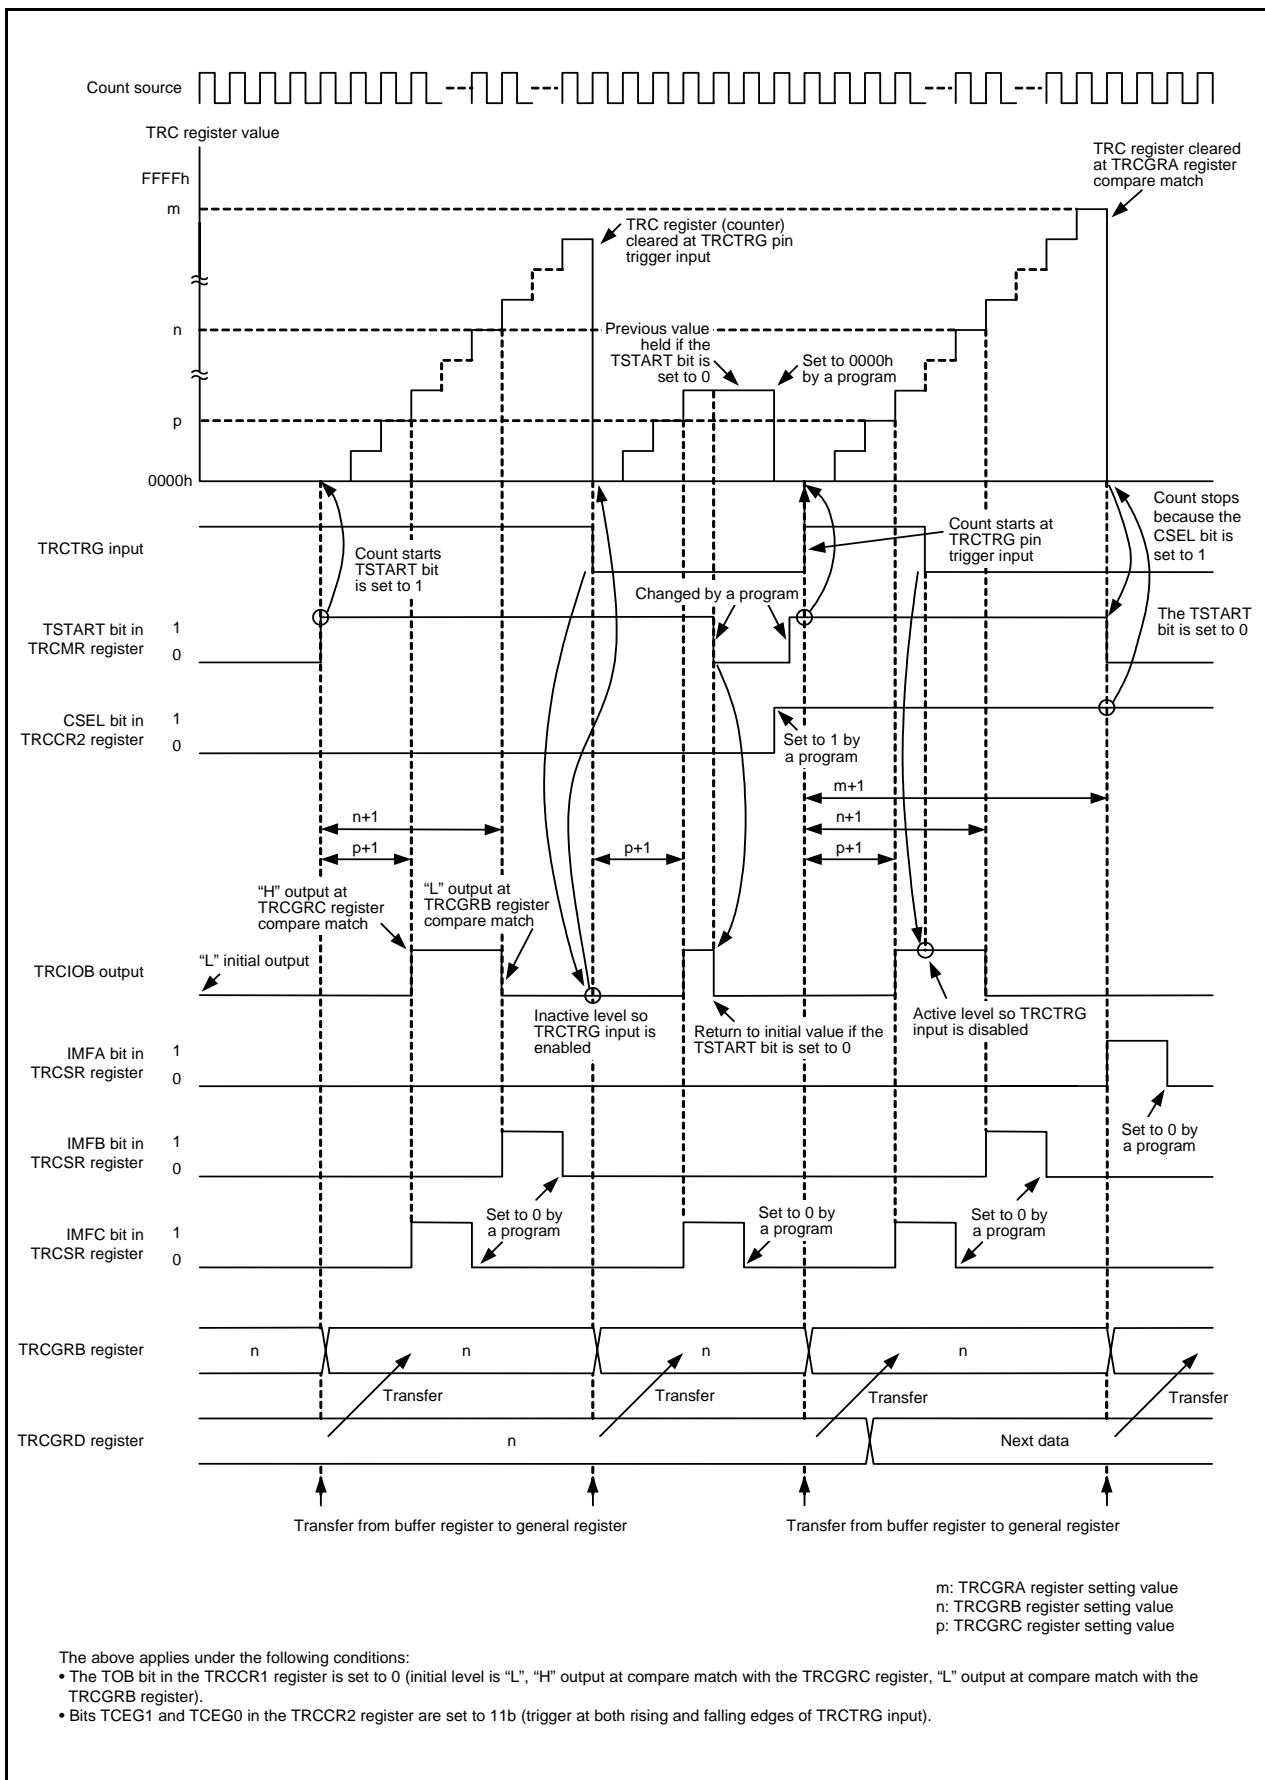 Count source
TRC register value
FFFFh
m
TRC register cleared
at TRCGRA register
compare match
TRC register (counter)
cleared at TRCTRG pin
trigger input
n
Previous value
held if the
TSTART bit is
set to 0
Set to 0000h
by a program
p
0000h
TRCTRG input
Count starts
TSTART bit
is set to 1
Count starts at
TRCTRG pin
trigger input
Count stops
because the
CSEL bit is
set to 1
Changed by a program
TSTART bit in
TRCMR register
1
0
The TSTART
bit is set to 0
CSEL bit in
TRCCR2 register
1
0
Set to 1 by
a program
m+1
n+1
n+1
p+1
p+1
p+1
“H” output at
TRCGRC register
compare match
“L” output at
TRCGRB register
compare match
TRCIOB output
“L” initial output
Inactive level so
TRCTRG input is
enabled
Return to initial value if the
TSTART bit is set to 0
Active level so TRCTRG
input is disabled
IMFA bit in
TRCSR register
1
0
Set to 0 by
a program
IMFB bit in
TRCSR register
1
0
Set to 0 by
a program
Set to 0 by
a program
Set to 0 by
a program
IMFC bit in
TRCSR register
1
0
TRCGRB register
n
n
n
n
Transfer
Transfer
Transfer
Transfer
TRCGRD register
n
Next data
Transfer from buffer register to general register
Transfer from buffer register to general register
m: TRCGRA register setting value
n: TRCGRB register setting value
p: TRCGRC register setting value
The above applies under the following conditions:
• The TOB bit in the TRCCR1 register is set to 0 (initial level is “L”, “H” output at compare match with the TRCGRC register, “L” output at compare match with the
TRCGRB register).
• Bits TCEG1 and TCEG0 in the TRCCR2 register are set to 11b (trigger at both rising and falling edges of TRCTRG input).